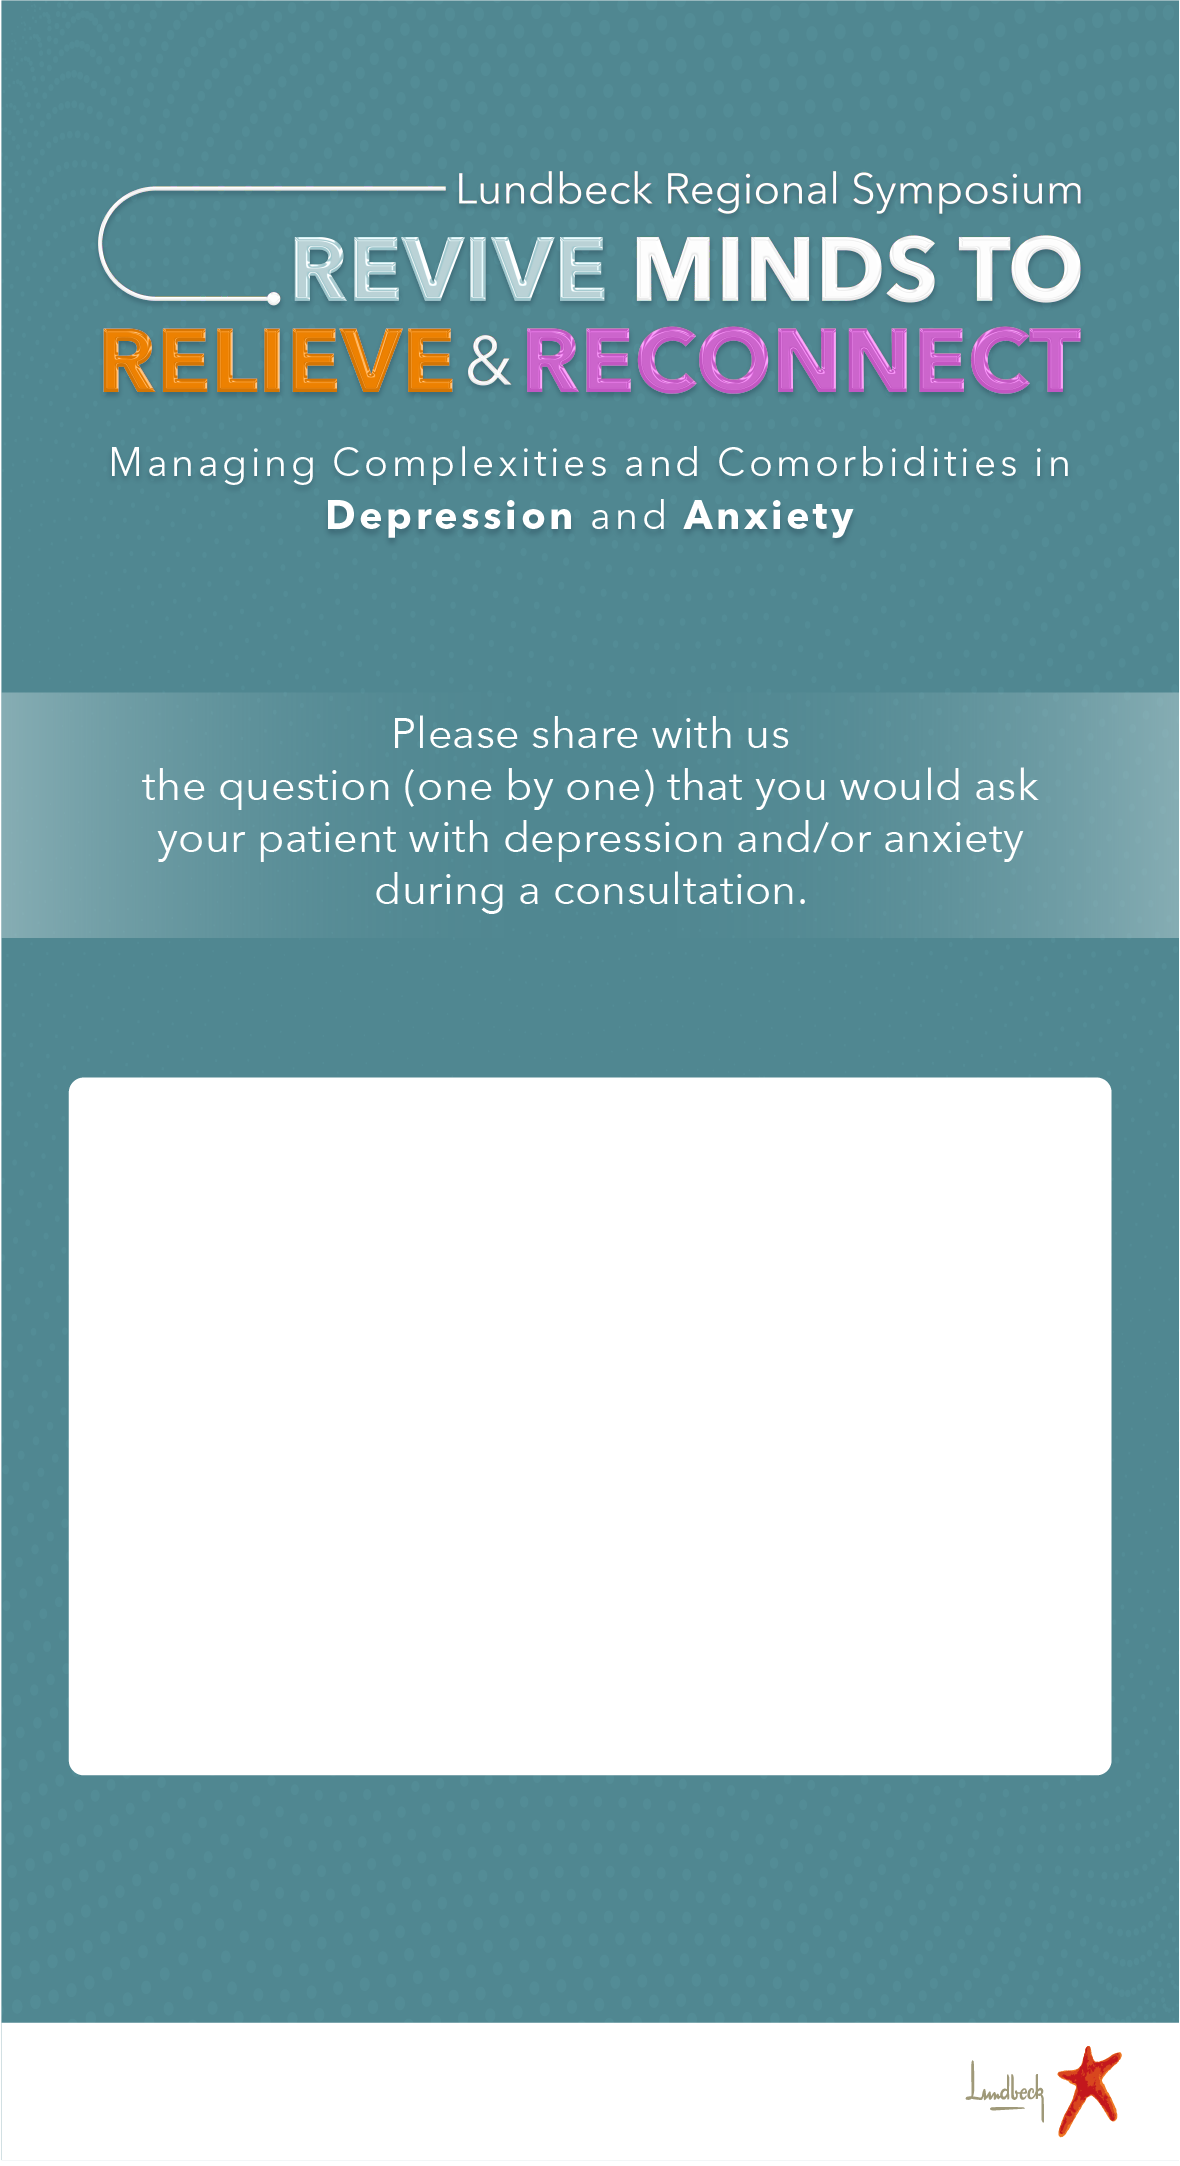 Lundbeck Regional Symposium
REVIVE MINDS TO
RELIEVE & RECONNECT
Managing Complexities and Comorbidities in
Depression and Anxiety
Please share with us
the question (one by one) that you would ask
your patient with depression and/or anxiety
during a consultation.
Lundbeck